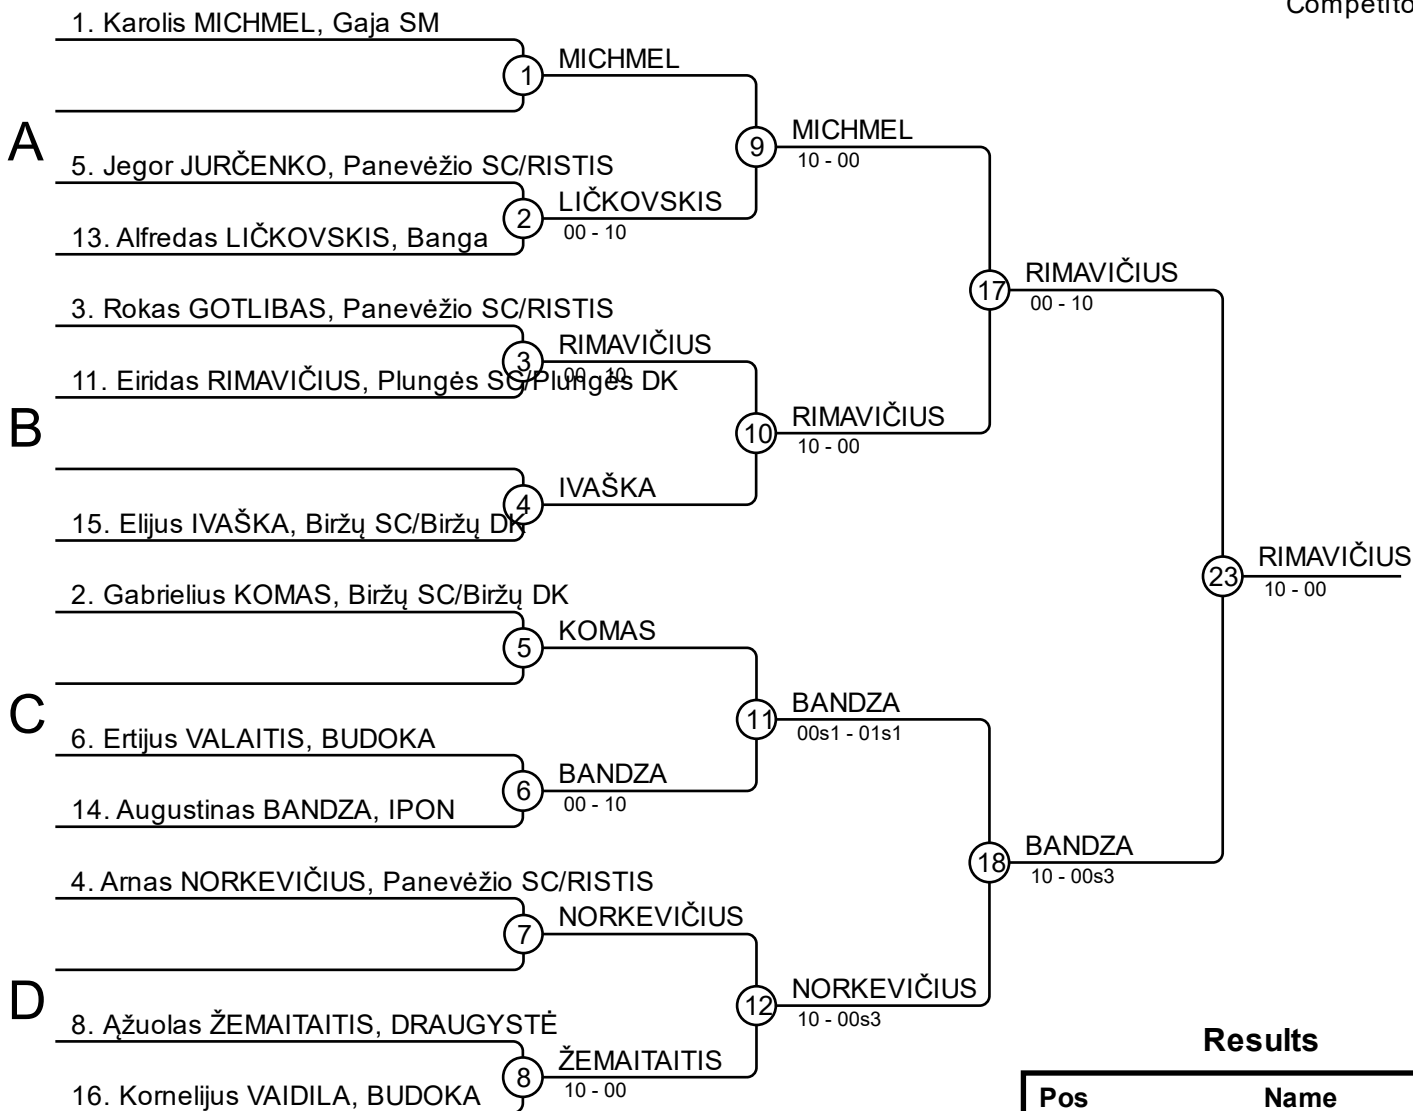 Competito
1. Karolis MICHMEL, Gaja SM
1
MICHMEL
A
9
MICHMEL
10 - 00
5. Jegor JURČENKO, Panevėžio SC/RISTIS
2
LIČKOVSKIS
00 - 10
13. Alfredas LIČKOVSKIS, Banga
17
RIMAVIČIUS
00 - 10
3. Rokas GOTLIBAS, Panevėžio SC/RISTIS
3
RIMAVIČIUS
00 - 10
11. Eiridas RIMAVIČIUS, Plungės SC/Plungės DK
B
10
RIMAVIČIUS
10 - 00
4
IVAŠKA
15. Elijus IVAŠKA, Biržų SC/Biržų DK
23
RIMAVIČIUS
10 - 00
2. Gabrielius KOMAS, Biržų SC/Biržų DK
5
KOMAS
C
11
BANDZA
00s1 - 01s1
6. Ertijus VALAITIS, BUDOKA
6
BANDZA
00 - 10
14. Augustinas BANDZA, IPON
18
BANDZA
10 - 00s3
4. Arnas NORKEVIČIUS, Panevėžio SC/RISTIS
7
NORKEVIČIUS
D
12
NORKEVIČIUS
10 - 00s3
8. Ąžuolas ŽEMAITAITIS, DRAUGYSTĖ
8
ŽEMAITAITIS
10 - 00
16. Kornelijus VAIDILA, BUDOKA
Results
Pos Name